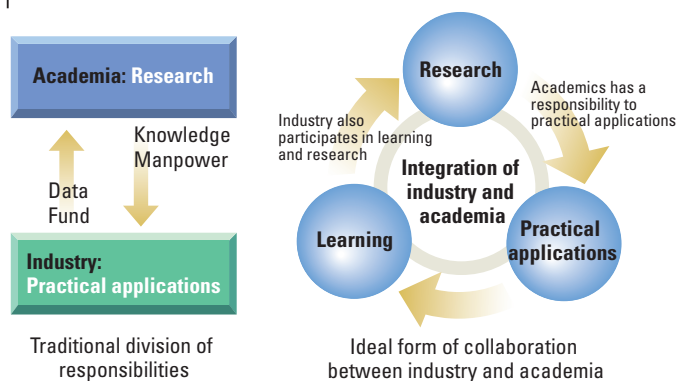 Academia: Research
Knowledge
Manpower
Data
Fund
Industry:
Practical applications
Traditional division of
responsibilities
Research
Academics has a
responsibility to
practical applications
Industry also
participates in learning
and research
Integration of
industry and
academia
Learning
Practical
applications
Ideal form of collaboration
between industry and academia